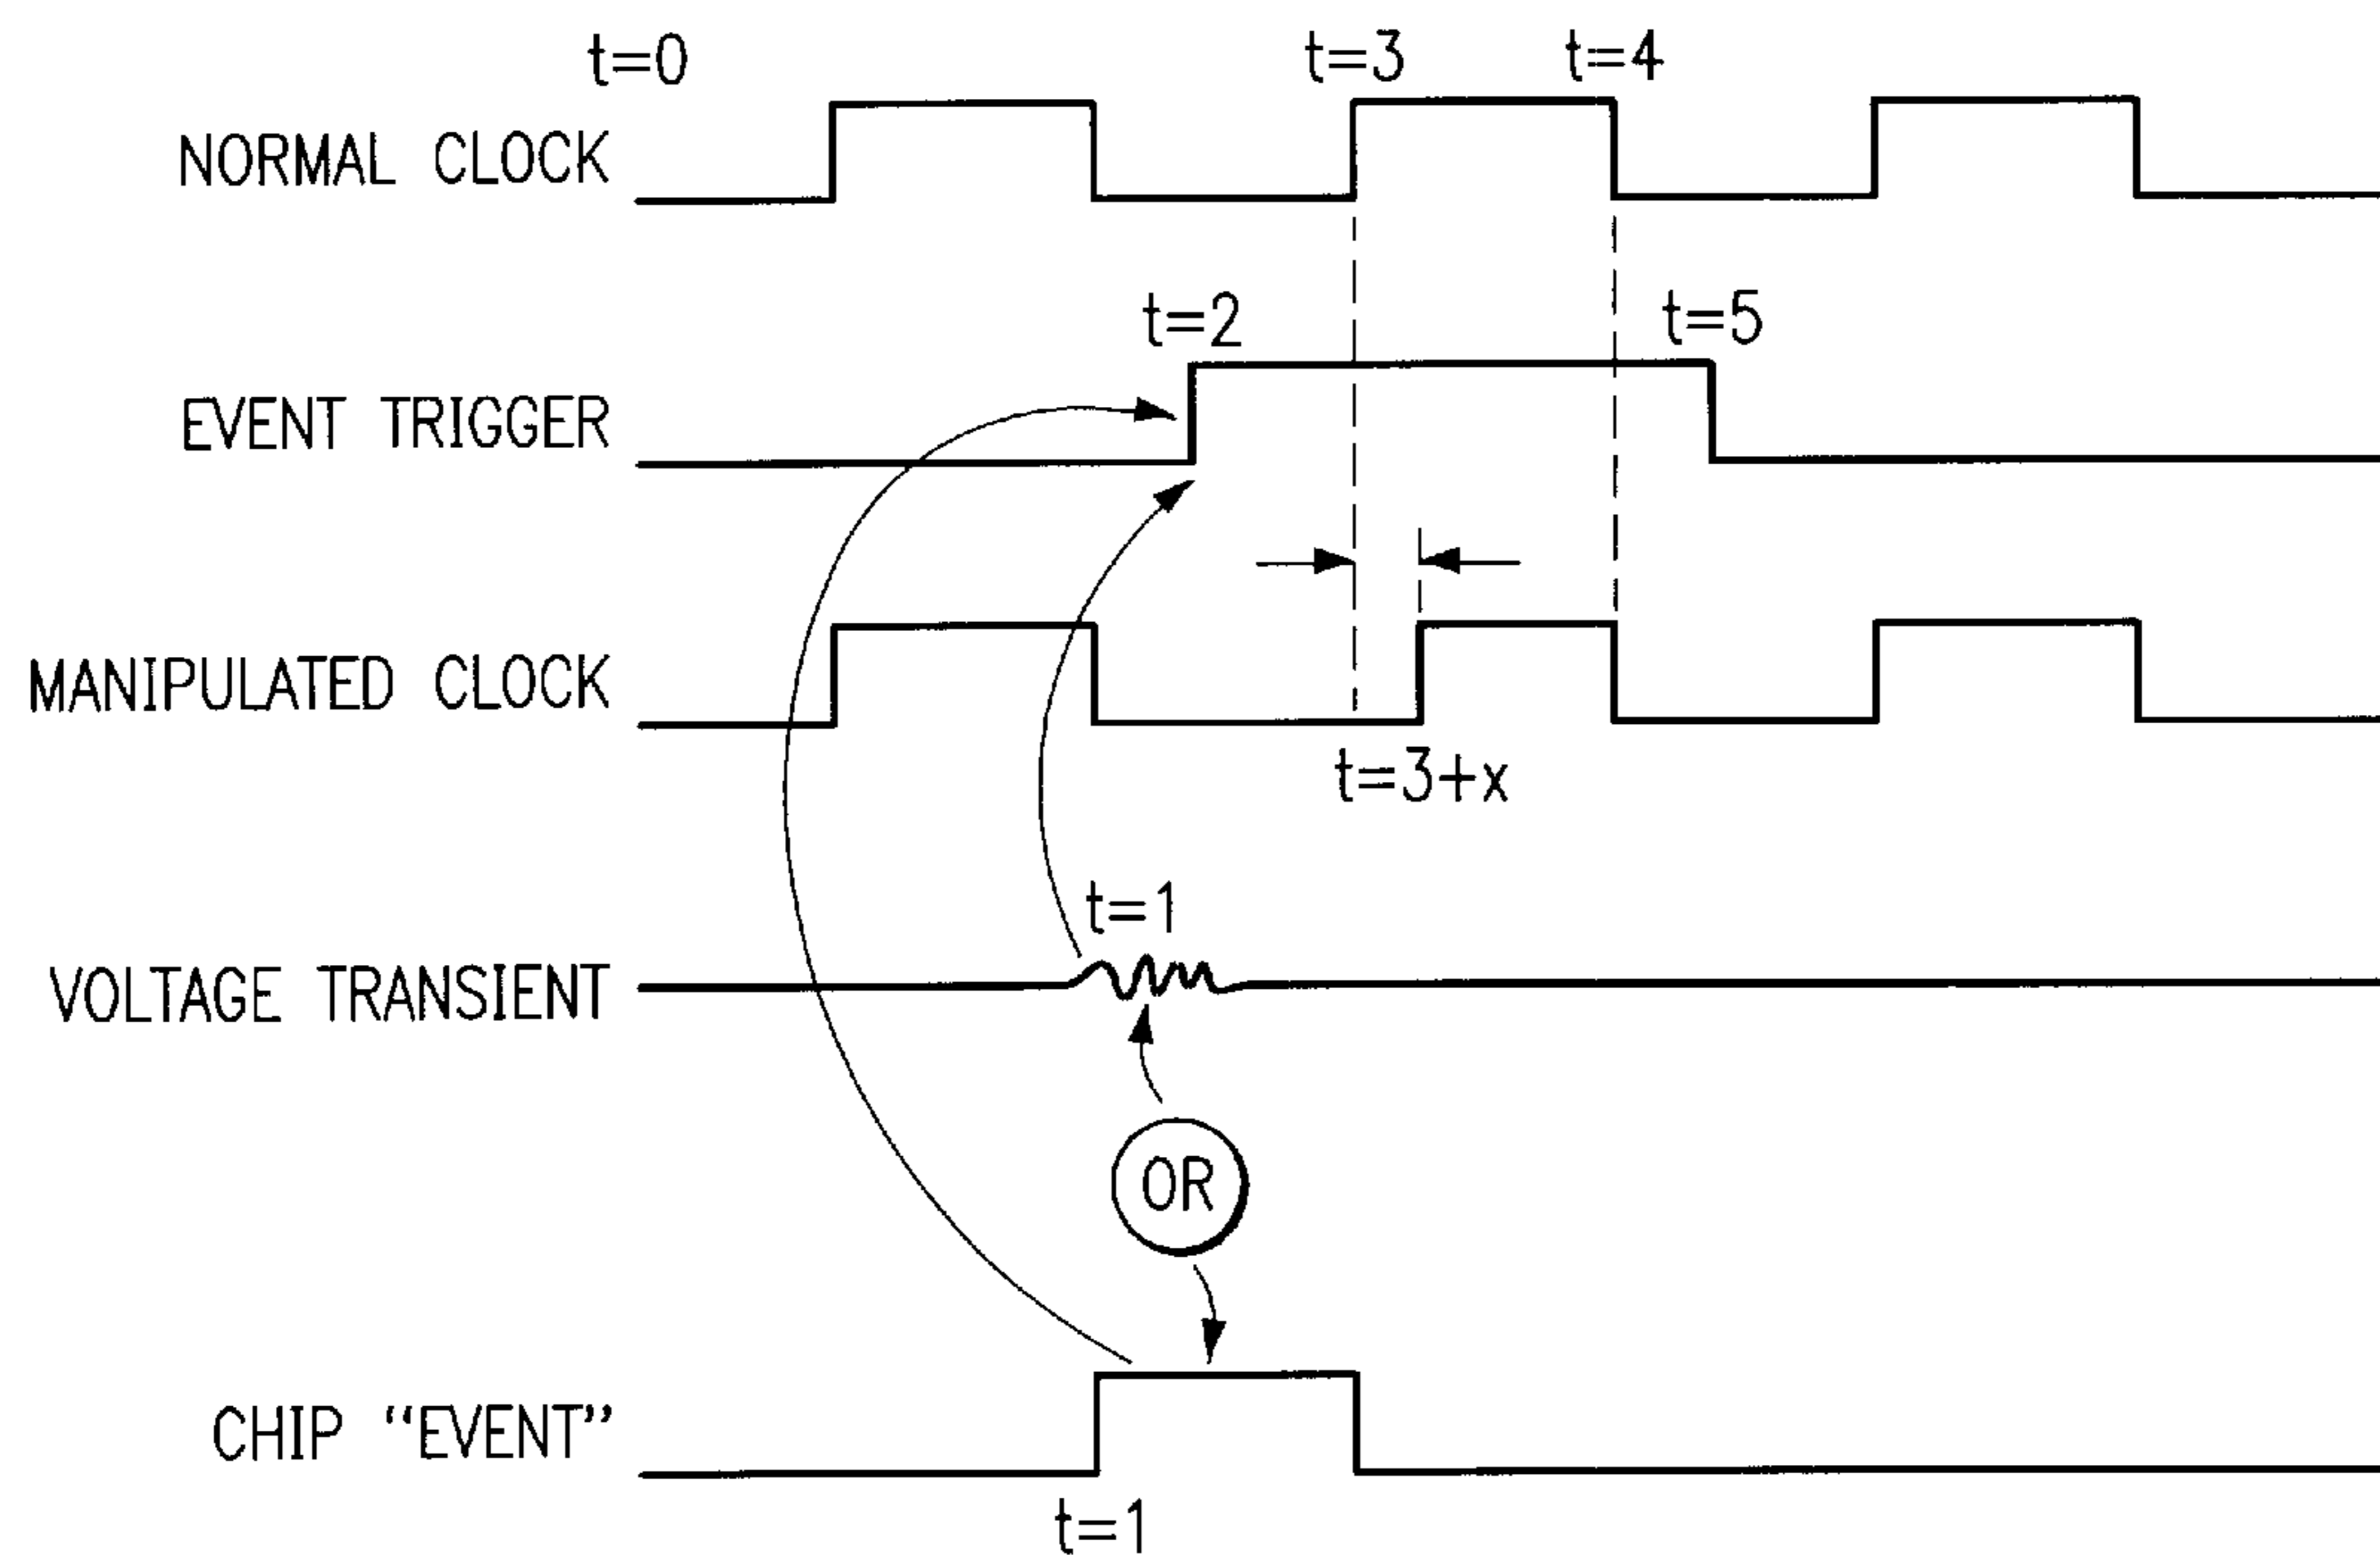 t=0
t=3
t=4
NORMAL CLOCK
t=2
t=5
EVENT TRIGGER
MANIPULATED CLOCK
t=3+x
t=1
VOLTAGE TRANSIENT
OR
CHIP “EVENT”
t=1